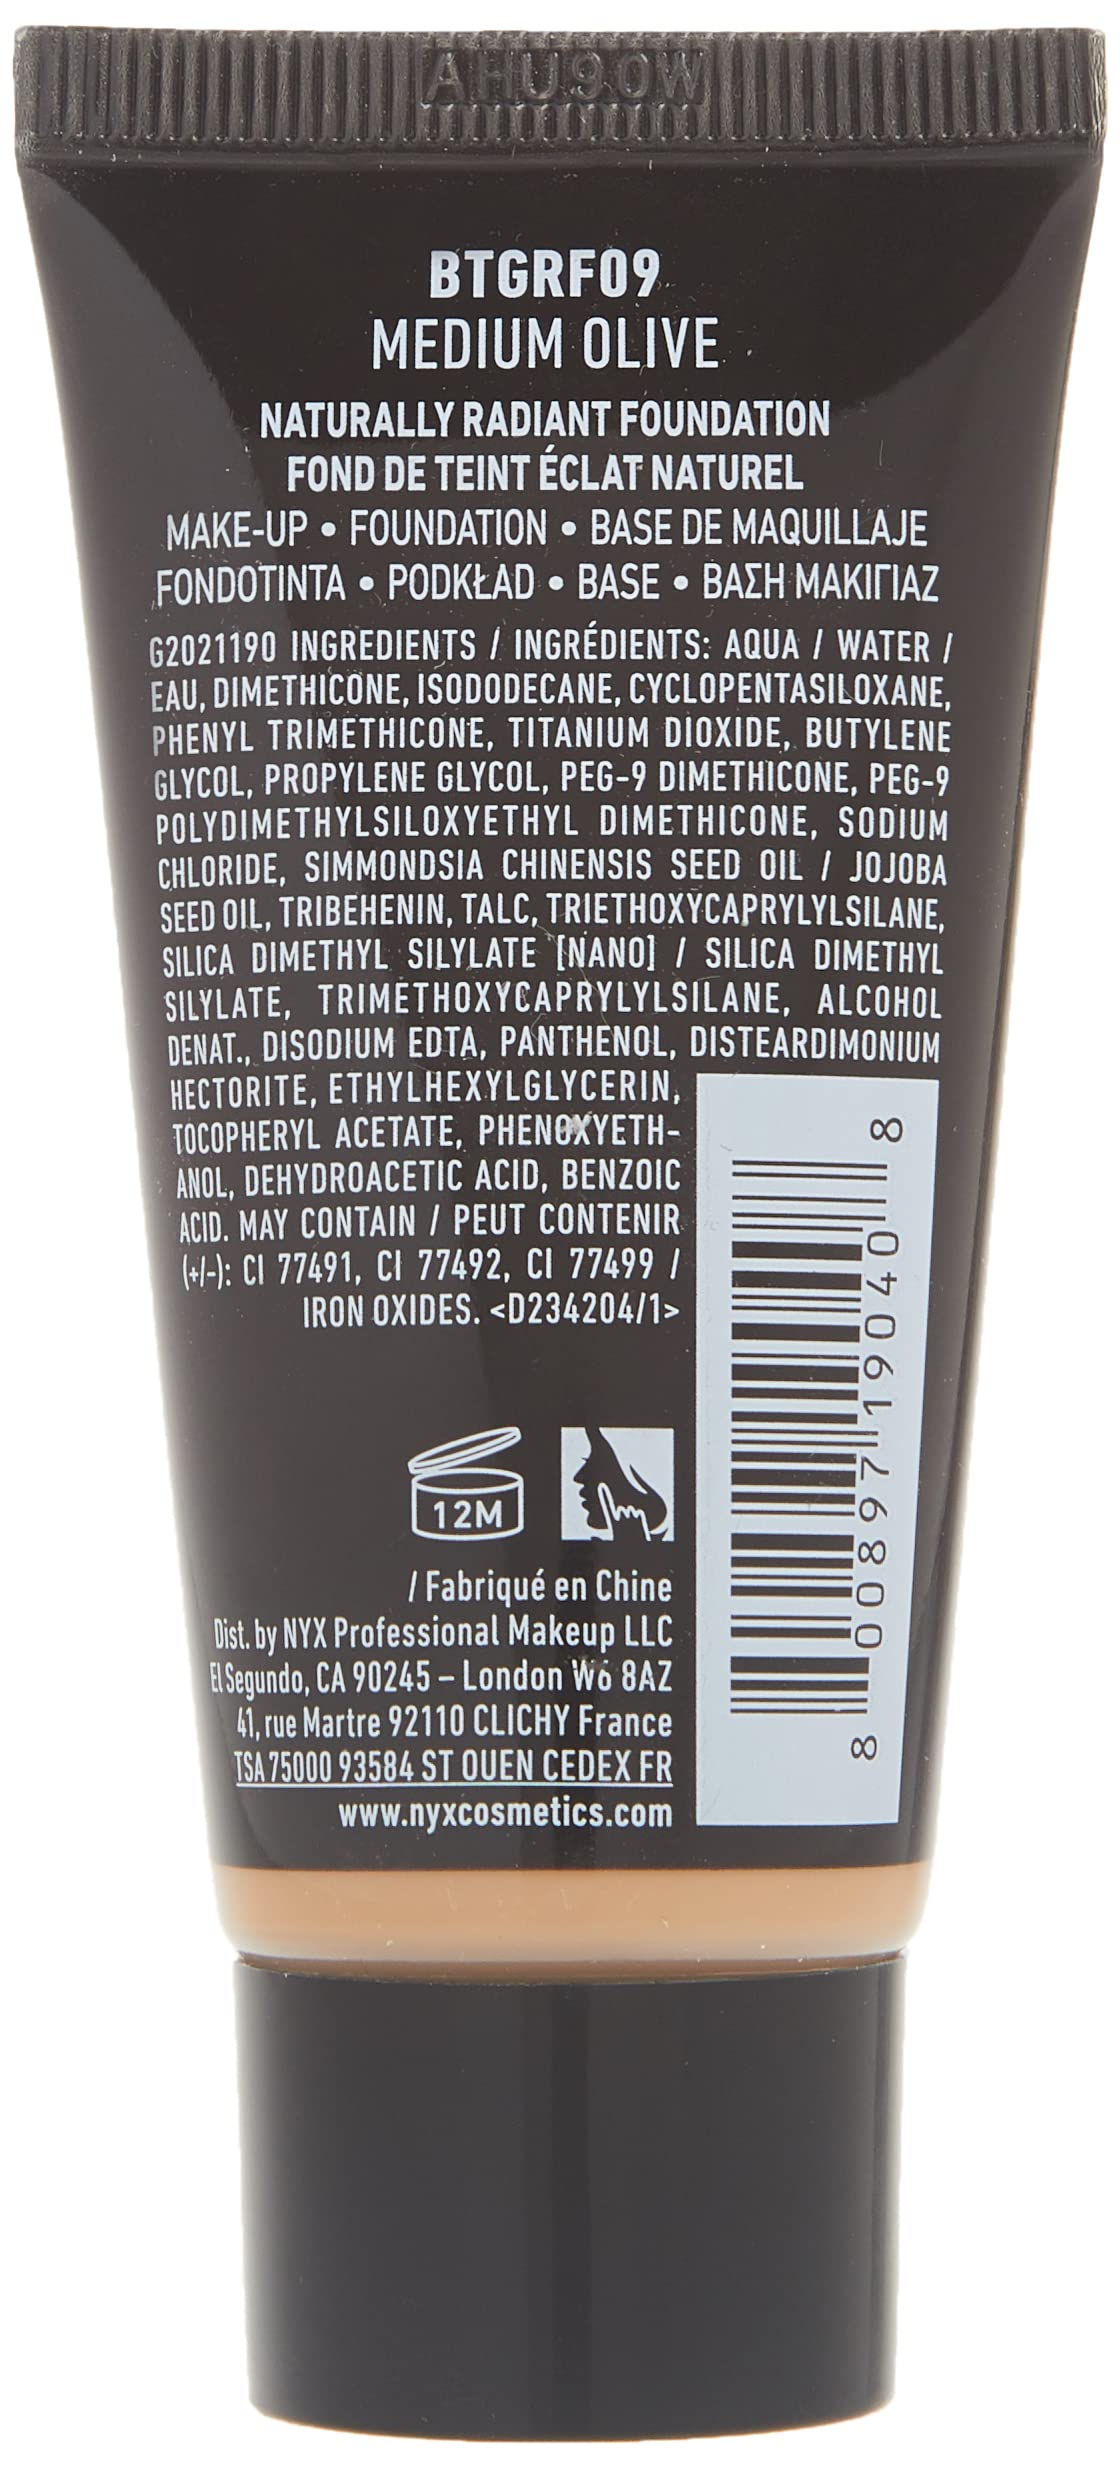 AHU90W
BTGRF09
MEDIUM OLIVE
NATURALLY RADIANT FOUNDATION
FOND DE TEINT ÉCLAT NATUREL
MAKE-UP • FOUNDATION • BASE DE MAQUILLAJE
FONDOTINTA • PODKŁAD • BASE • ΒΑΣΗ ΜΑΚΙΓΙΑΖ
G2021190 INGREDIENTS / INGRÉDIENTS: AQUA / WATER /
EAU, DIMETHICONE, ISODODECANE, CYCLOPENTASILOXANE,
PHENYL TRIMETHICONE, TITANIUM DIOXIDE, BUTYLENE
GLYCOL, PROPYLENE GLYCOL, PEG-9 DIMETHICONE, PEG-9
POLYDIMETHYLSILOXYETHYL DIMETHICONE, SODIUM
CHLORIDE, SIMMONDSIA CHINENSIS SEED OIL / JOJOBA
SEED OIL, TRIBEHENIN, TALC, TRIETHOXYCAPRYLYLSILANE,
SILICA DIMETHYL SILYLATE [NANO] / SILICA DIMETHYL
SILYLATE, TRIMETHOXYCAPRYLYLSILANE, ALCOHOL
DENAT., DISODIUM EDTA, PANTHENOL, DISTEARDIMONIUM
HECTORITE, ETHYLHEXYLGLYCERIN,
TOCOPHERYL ACETATE, PHENOXYETH-
ANOL, DEHYDROACETIC ACID, BENZOIC
ACID. MAY CONTAIN / PEUT CONTENIR
(+/-): CI 77491, CI 77492, CI 77499 /
IRON OXIDES. <D234204/1>
12M
/ Fabriqué en Chine
Dist. by NYX Professional Makeup LLC
El Segundo, CA 90245 – London W6 8AZ
41, rue Martre 92110 CLICHY France
TSA 75000 93584 ST OUEN CEDEX FR
www.nyxcosmetics.com
8 00897 19040 8